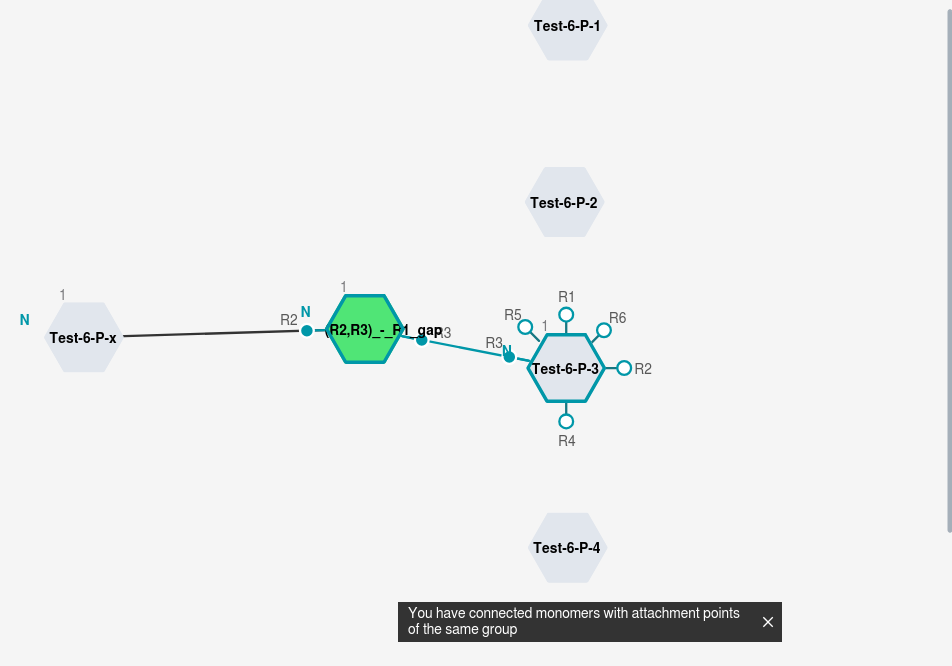 Test-6-P-1
Test-6-P-2
1
N
Test-6-P-x
R2
N
1
(R2,R3)_-_R1_gap
R3
R3
N
R5
1
R1
R6
Test-6-P-3
R2
R4
Test-6-P-4
You have connected monomers with attachment points
of the same group